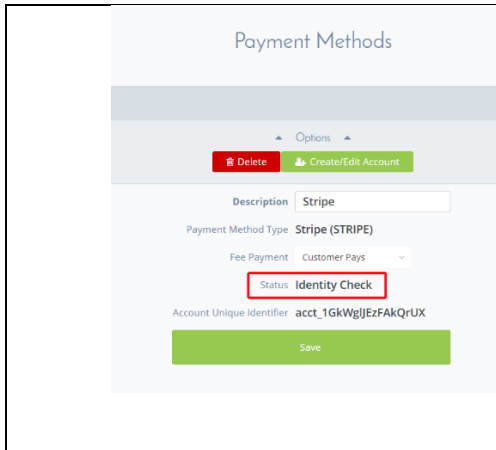 Payment Methods
Options
Delete Create/Edit Account
Description Stripe
Payment Method Type Stripe (STRIPE)
Fee Payment Customer Pays
Status Identity Check
Account Unique Identifier acct_1GkWglJEzFAkQrUX
Save